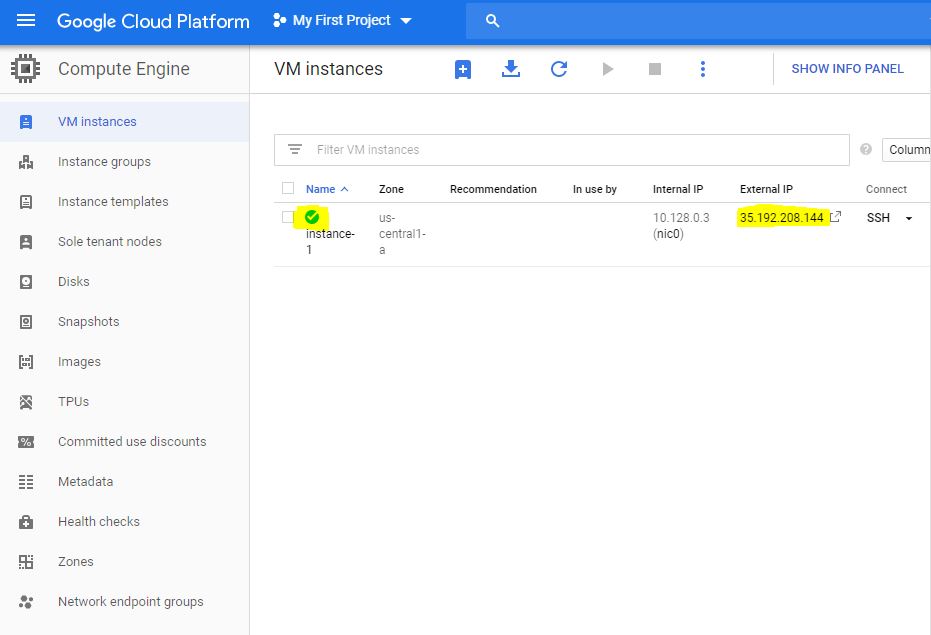 Google Cloud Platform My First Project
Compute Engine
VM instances
SHOW INFO PANEL
VM instances
Instance groups
Instance templates
Sole tenant nodes
Disks
Snapshots
Images
TPUs
Committed use discounts
Metadata
Health checks
Zones
Network endpoint groups
Filter VM instances
Column
Name Zone Recommendation In use by Internal IP External IP Connect
us- 10.128.0.3 35.192.208.144 SSH
instance- central1- (nic0)
1 a